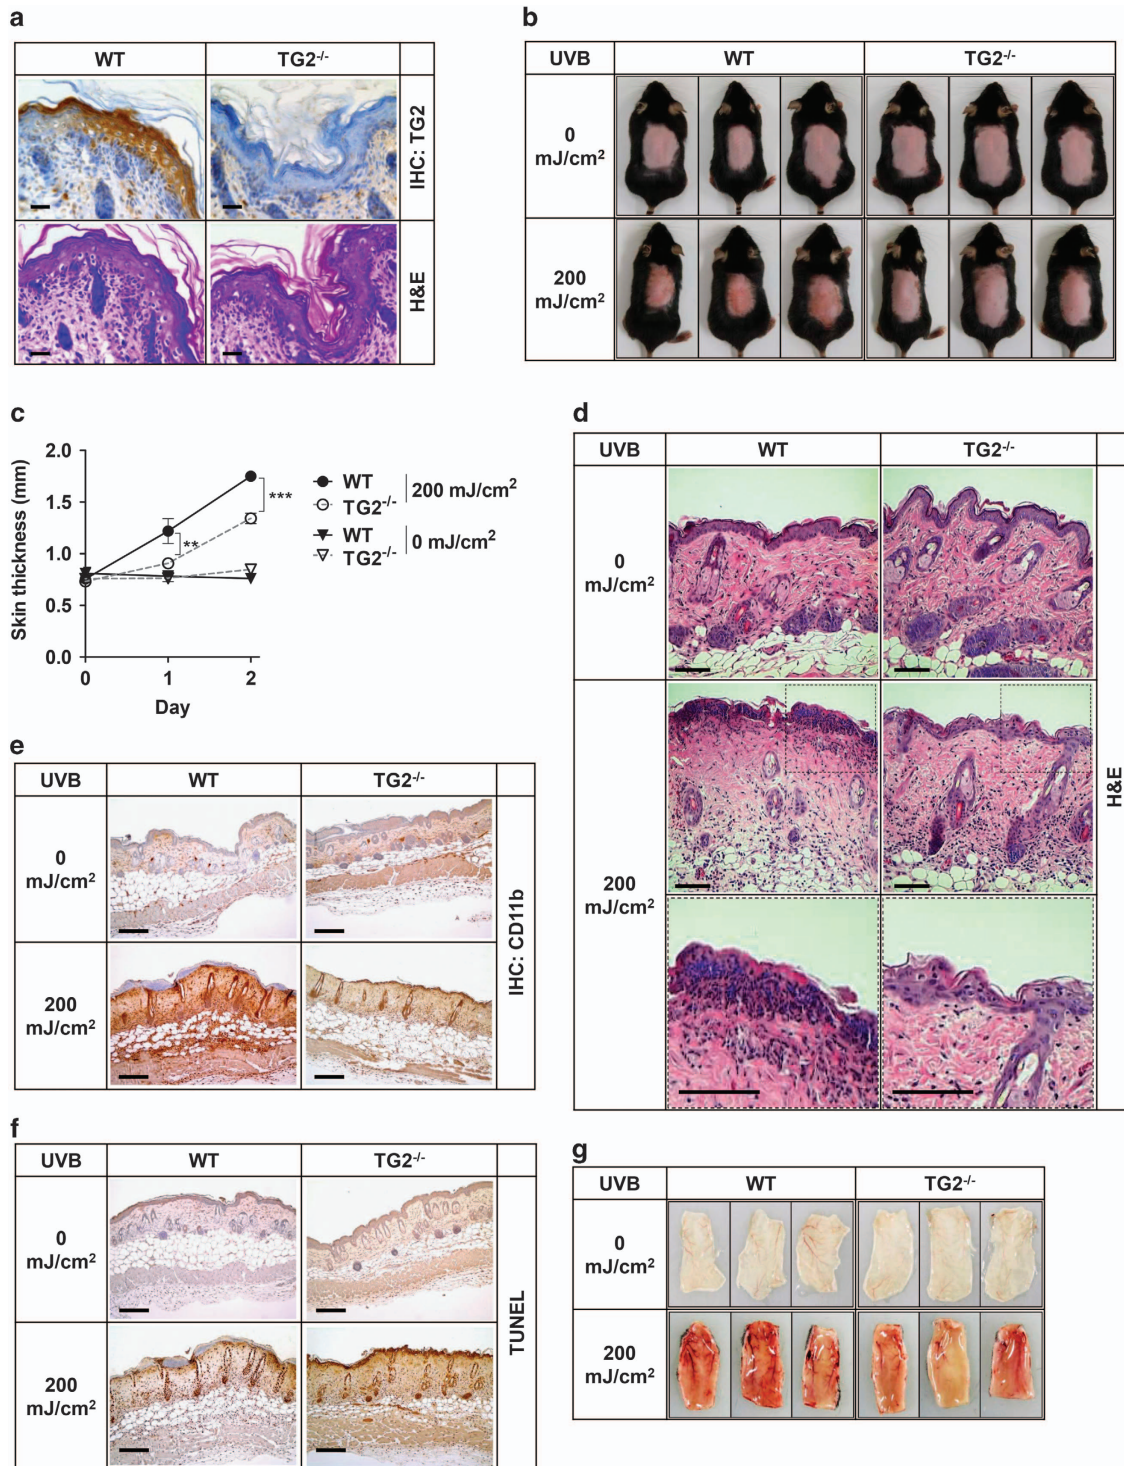 a
WT TG2-/-
IHC: TG2
H&E
b
UVB WT TG2-/-
0
mJ/cm2
200
mJ/cm2
c
Skin thickness (mm)
2.0
1.5
1.0
0.5
0.0
0 1 2
Day
**
***
WT
TG2-/-
200 mJ/cm2
WT
TG2-/-
0 mJ/cm2
d
UVB WT TG2-/-
0
mJ/cm2
200
mJ/cm2
H&E
e
UVB WT TG2-/-
0
mJ/cm2
200
mJ/cm2
IHC: CD11b
f
UVB WT TG2-/-
0
mJ/cm2
200
mJ/cm2
TUNEL
g
UVB WT TG2-/-
0
mJ/cm2
200
mJ/cm2